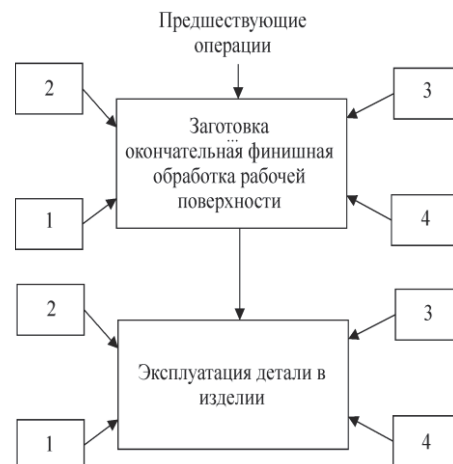 Предшествующие
операции
2
3
Заготовка
...
окончательная финишная
обработка рабочей
поверхности
1
4
2
3
Эксплуатация детали в
изделии
1
4